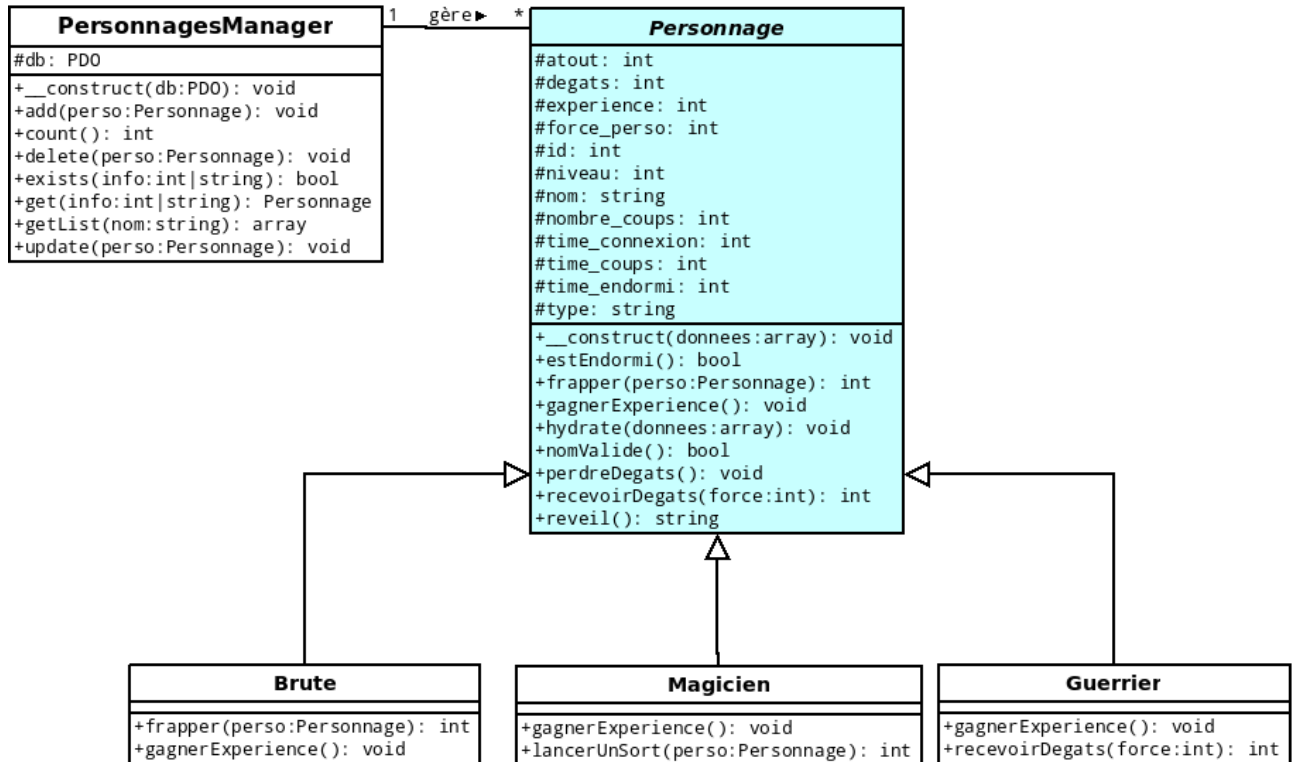 PersonnagesManager
#db: PDO
+__construct(db:PDO): void
+add(perso:Personnage): void
+count(): int
+delete(perso:Personnage): void
+exists(info:int|string): bool
+get(info:int|string): Personnage
+getList(nom:string): array
+update(perso:Personnage): void
1 gère► *
Personnage
#atout: int
#degats: int
#experience: int
#force_perso: int
#id: int
#niveau: int
#nom: string
#nombre_coups: int
#time_connexion: int
#time_coups: int
#time_endormi: int
#type: string
+__construct(donnees:array): void
+estEndormi(): bool
+frapper(perso:Personnage): int
+gagnerExperience(): void
+hydrate(donnees:array): void
+nomValide(): bool
+perdreDegats(): void
+recevoirDegats(force:int): int
+reveil(): string
Brute
+frapper(perso:Personnage): int
+gagnerExperience(): void
Magicien
+gagnerExperience(): void
+lancerUnSort(perso:Personnage): int
Guerrier
+gagnerExperience(): void
+recevoirDegats(force:int): int